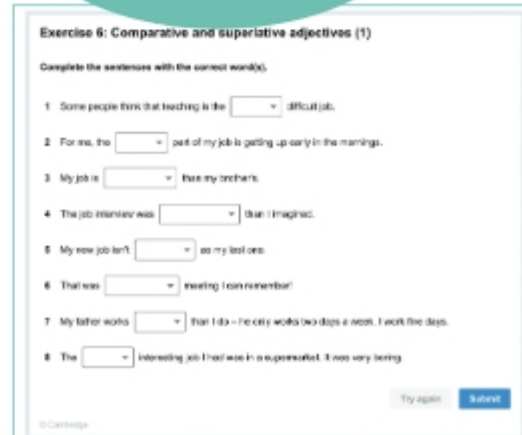 Exercise 6: Comparative and superlative adjectives (1)
Complete the sentences with the correct word(s).
1 Some people think that teaching is the difficult job.
2 For me, the part of my job is getting up early in the mornings.
3 My job is than my brother's.
4 The job interview was than I imagined.
5 My new job isn't as my last one.
6 That was meeting I can remember!
7 My father works than I do – he only works two days a week. I work five days.
8 The interesting job I had was in a supermarket. It was very boring.
Try again Submit
© Cambridge